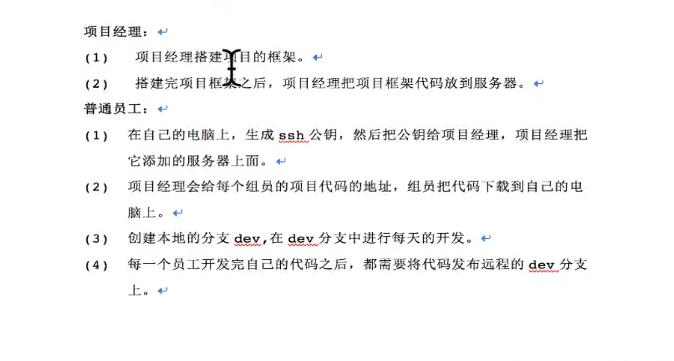 项目经理：
(1) 项目经理搭建项目的框架。
(2) 搭建完项目框架之后，项目经理把项目框架代码放到服务器。
普通员工：
(1) 在自己的电脑上，生成 ssh 公钥，然后把公钥给项目经理，项目经理把
它添加的服务器上面。
(2) 项目经理会给每个组员的项目代码的地址，组员把代码下载到自己的电
脑上。
(3) 创建本地的分支 dev,在 dev 分支中进行每天的开发。
(4) 每一个员工开发完自己的代码之后，都需要将代码发布远程的 dev 分支
上。